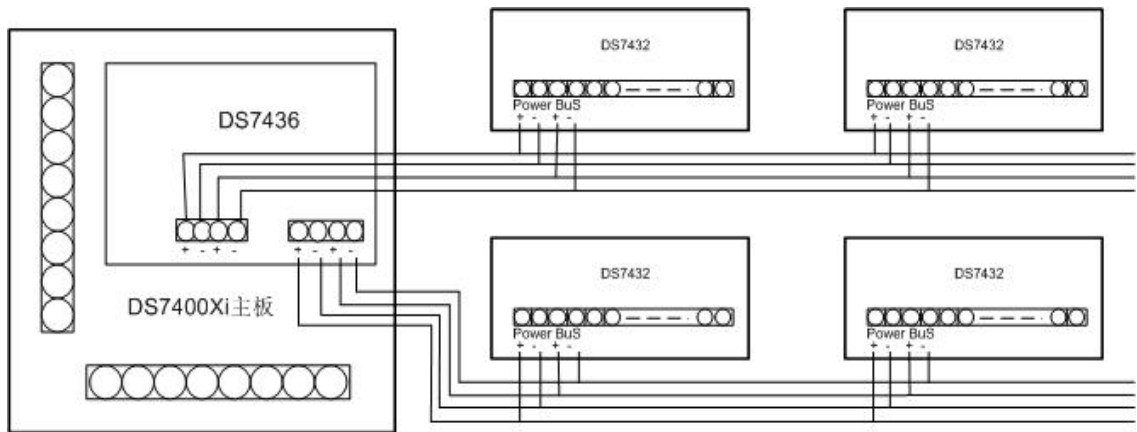 DS7436
+ - + -
+ - + -
DS7400Xi主板
DS7432
Power BuS
+ - + -
DS7432
Power BuS
+ - + -
DS7432
Power BuS
+ - + -
DS7432
Power BuS
+ - + -